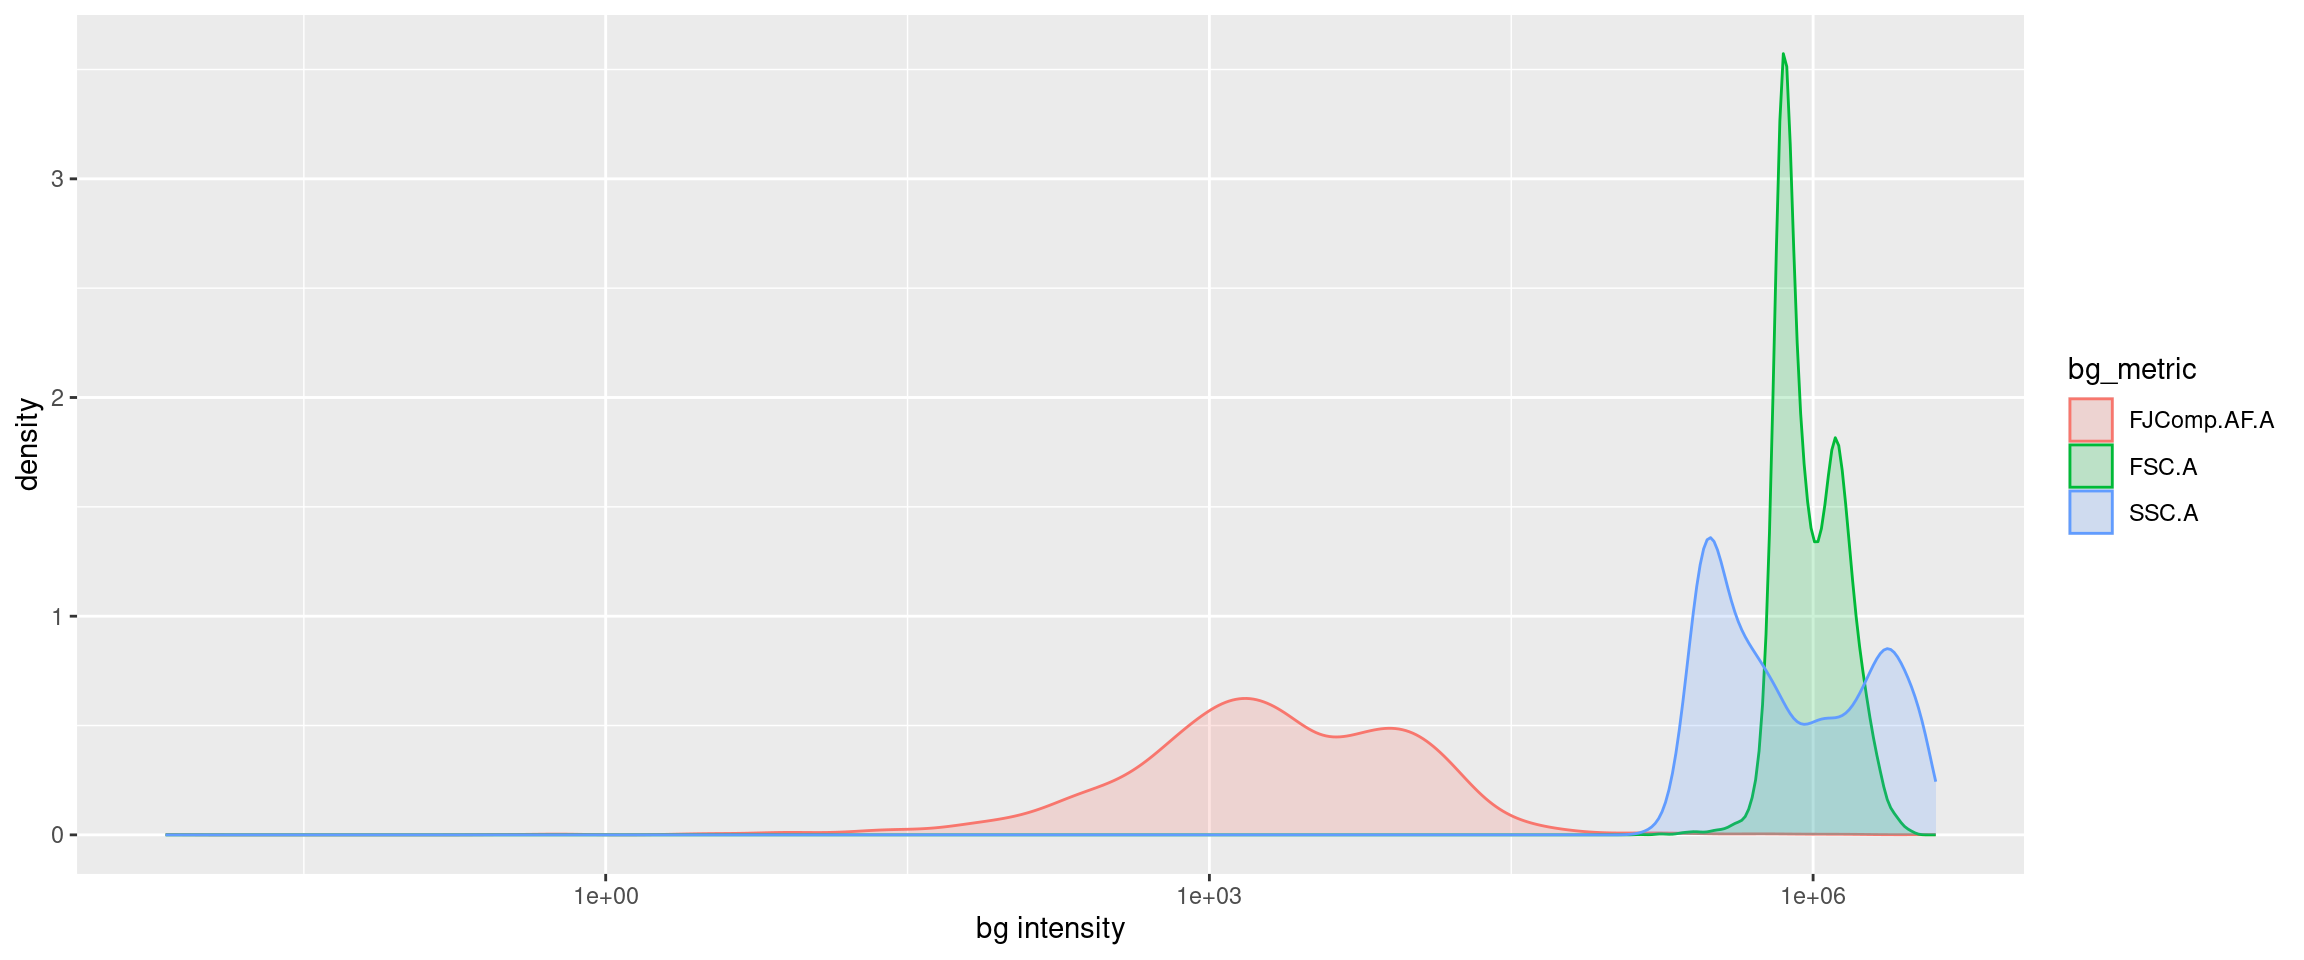 density
3
2
1
0
1e+00
1e+03
1e+06
bg intensity
bg_metric
FJComp.AF.A
FSC.A
SSC.A